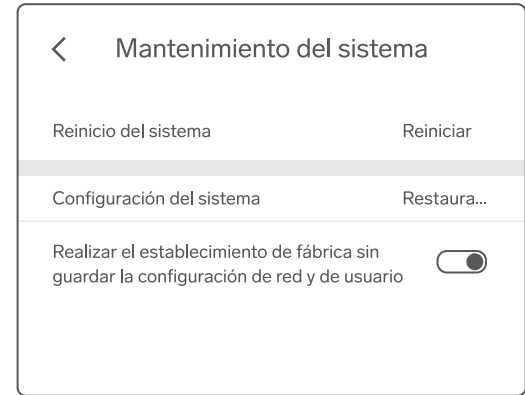 Mantenimiento del sistema
Reinicio del sistema Reiniciar
Configuración del sistema Restaura...
Realizar el establecimiento de fábrica sin
guardar la configuración de red y de usuario